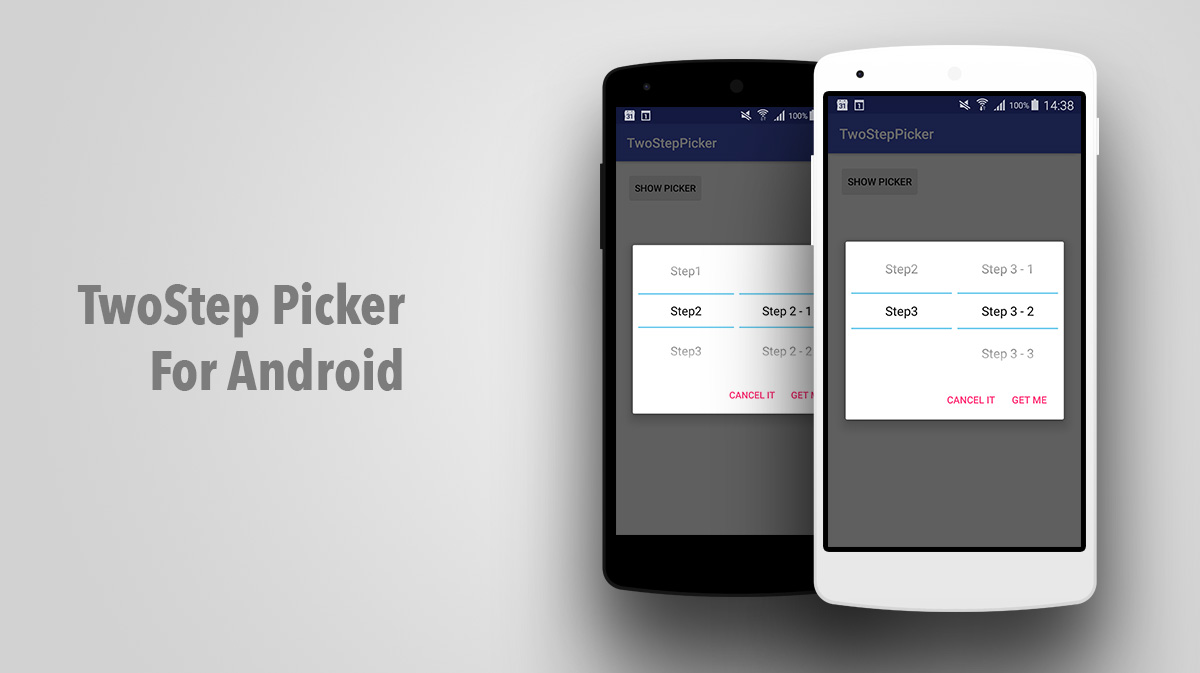 TwoStep Picker
For Android
31 1 100%
TwoStepPicker
SHOW PICKER
Step1
Step2 Step 2 - 1
Step3 Step 2 - 2
CANCEL IT GET
31 1 100% 14:38
TwoStepPicker
SHOW PICKER
Step2 Step 3 - 1
Step3 Step 3 - 2
Step 3 - 3
CANCEL IT GET ME